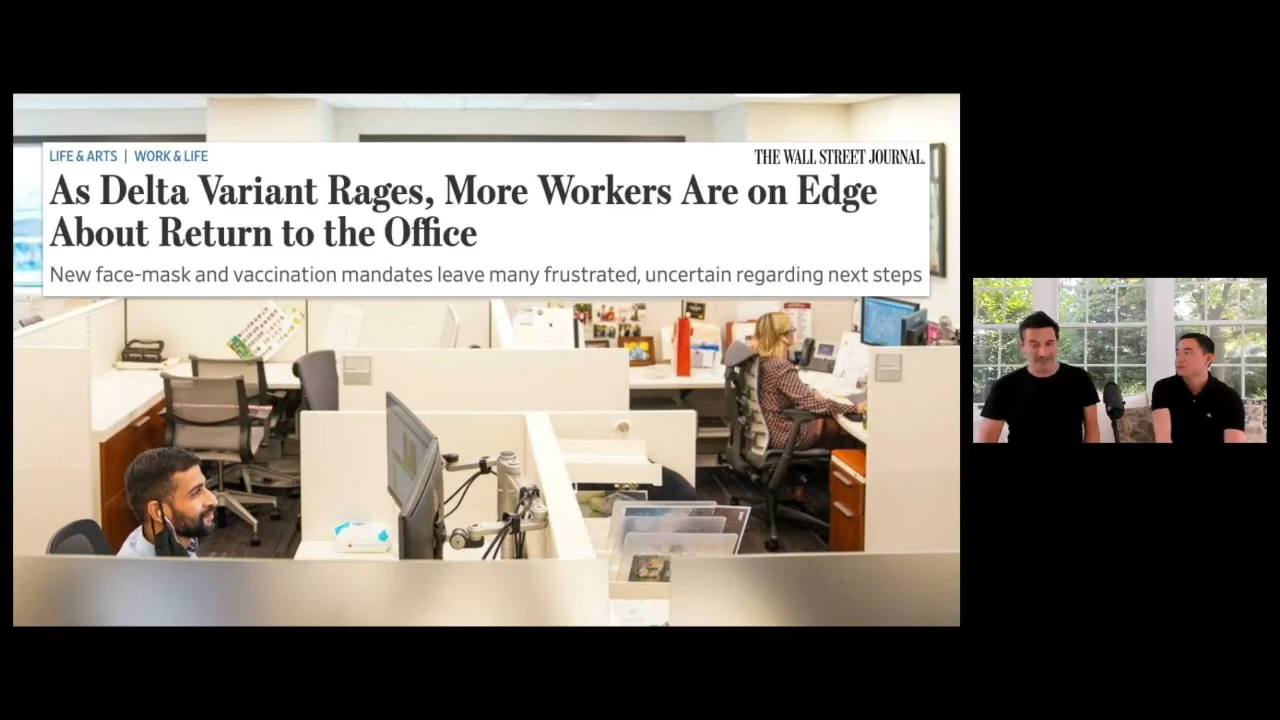 LIFE & ARTS | WORK & LIFE
THE WALL STREET JOURNAL.
As Delta Variant Rages, More Workers Are on Edge
About Return to the Office
New face-mask and vaccination mandates leave many frustrated, uncertain regarding next steps